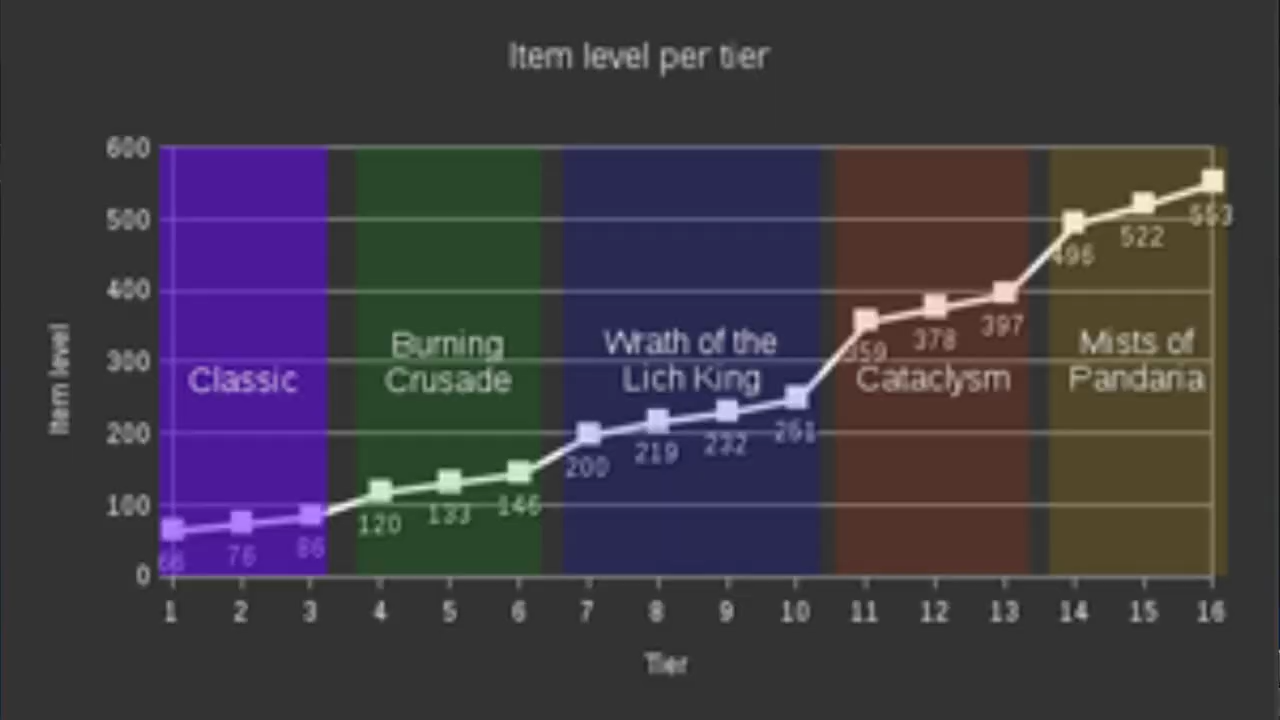 Item level per tier
600
500
400
300
200
100
0
Item level
Classic
Burning
Crusade
Wrath of the
Lich King
Cataclysm
Mists of
Pandaria
66
76
86
120
133
146
200
219
232
251
359
378
397
496
522
553
1 2 3 4 5 6 7 8 9 10 11 12 13 14 15 16
Tier